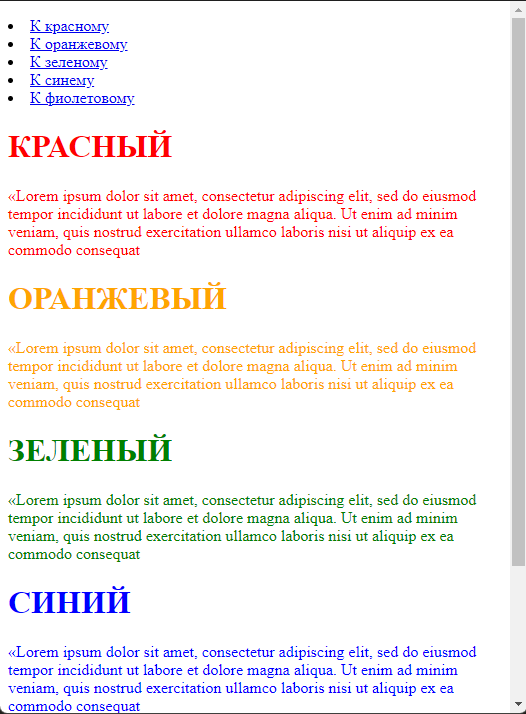 К красному
К оранжевому
К зеленому
К синему
К фиолетовому
КРАСНЫЙ
«Lorem ipsum dolor sit amet, consectetur adipiscing elit, sed do eiusmod
tempor incididunt ut labore et dolore magna aliqua. Ut enim ad minim
veniam, quis nostrud exercitation ullamco laboris nisi ut aliquip ex ea
commodo consequat
ОРАНЖЕВЫЙ
«Lorem ipsum dolor sit amet, consectetur adipiscing elit, sed do eiusmod
tempor incididunt ut labore et dolore magna aliqua. Ut enim ad minim
veniam, quis nostrud exercitation ullamco laboris nisi ut aliquip ex ea
commodo consequat
ЗЕЛЕНЫЙ
«Lorem ipsum dolor sit amet, consectetur adipiscing elit, sed do eiusmod
tempor incididunt ut labore et dolore magna aliqua. Ut enim ad minim
veniam, quis nostrud exercitation ullamco laboris nisi ut aliquip ex ea
commodo consequat
СИНИЙ
«Lorem ipsum dolor sit amet, consectetur adipiscing elit, sed do eiusmod
tempor incididunt ut labore et dolore magna aliqua. Ut enim ad minim
veniam, quis nostrud exercitation ullamco laboris nisi ut aliquip ex ea
commodo consequat